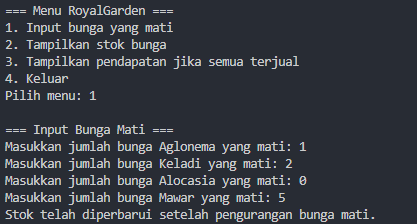 === Menu RoyalGarden ===
1. Input bunga yang mati
2. Tampilkan stok bunga
3. Tampilkan pendapatan jika semua terjual
4. Keluar
Pilih menu: 1

=== Input Bunga Mati ===
Masukkan jumlah bunga Aglonema yang mati: 1
Masukkan jumlah bunga Keladi yang mati: 2
Masukkan jumlah bunga Alocasia yang mati: 0
Masukkan jumlah bunga Mawar yang mati: 5
Stok telah diperbarui setelah pengurangan bunga mati.